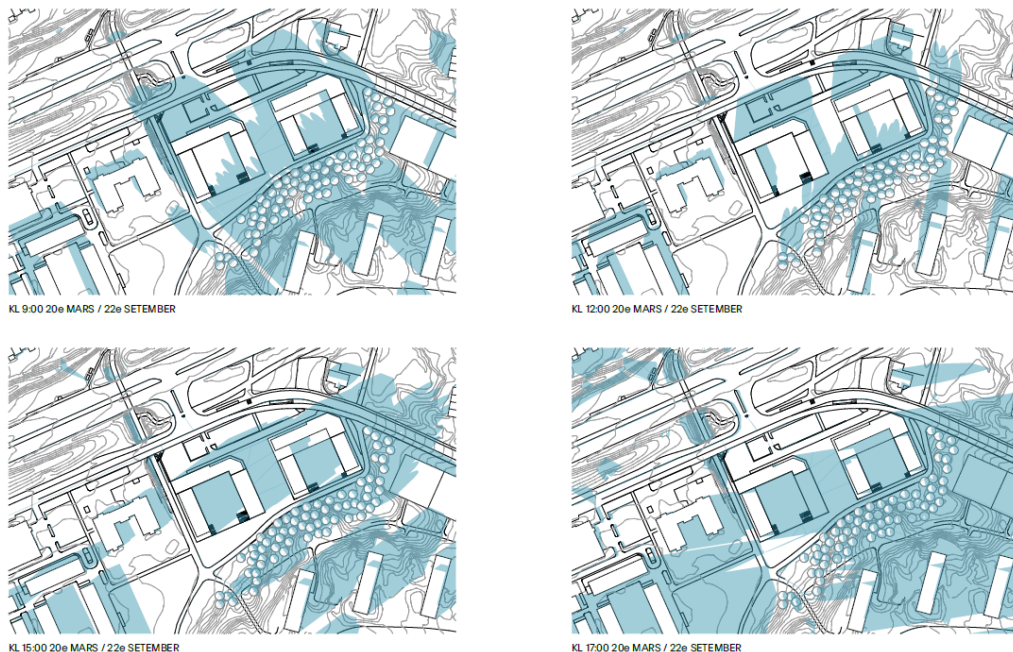 KL 9:00 20e MARS / 22e SETEMBER
KL 12:00 20e MARS / 22e SETEMBER
KL 15:00 20e MARS / 22e SETEMBER
KL 17:00 20e MARS / 22e SETEMBER